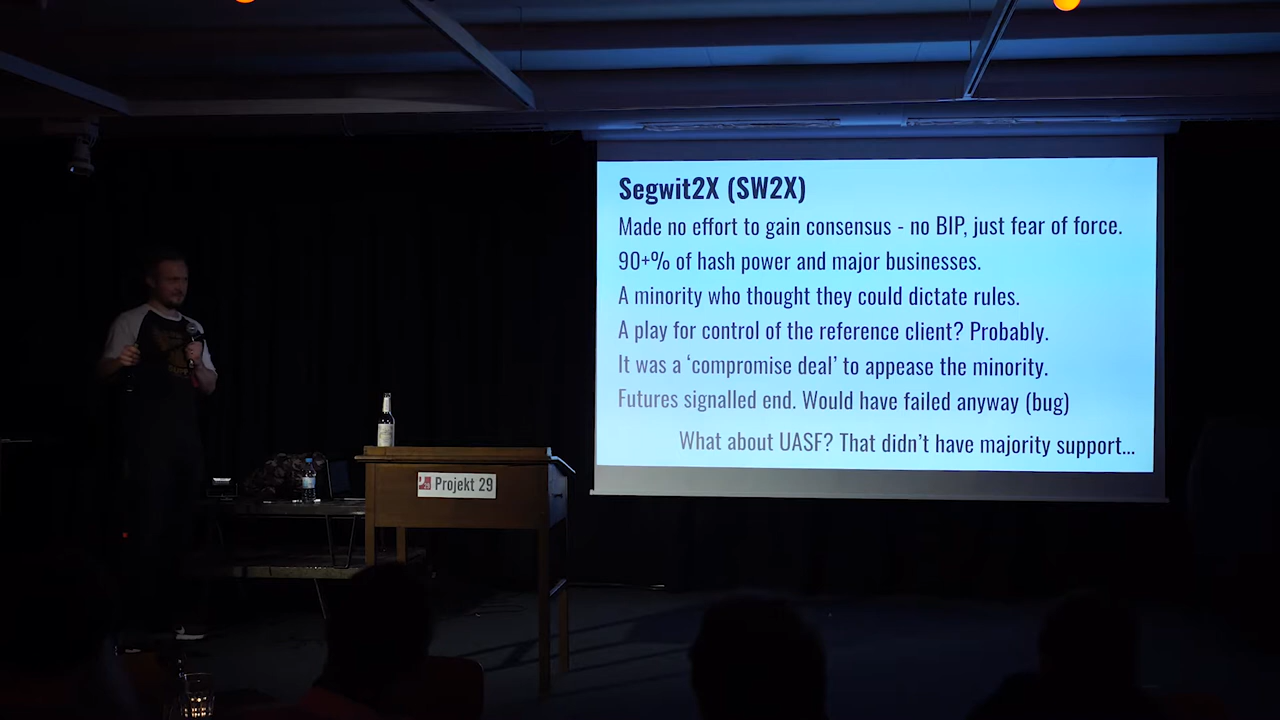 Segwit2X (SW2X)
Made no effort to gain consensus - no BIP, just fear of force.
90+% of hash power and major businesses.
A minority who thought they could dictate rules.
A play for control of the reference client? Probably.
It was a ‘compromise deal’ to appease the minority.
Futures signalled end. Would have failed anyway (bug)
What about UASF? That didn’t have majority support...
Projekt 29